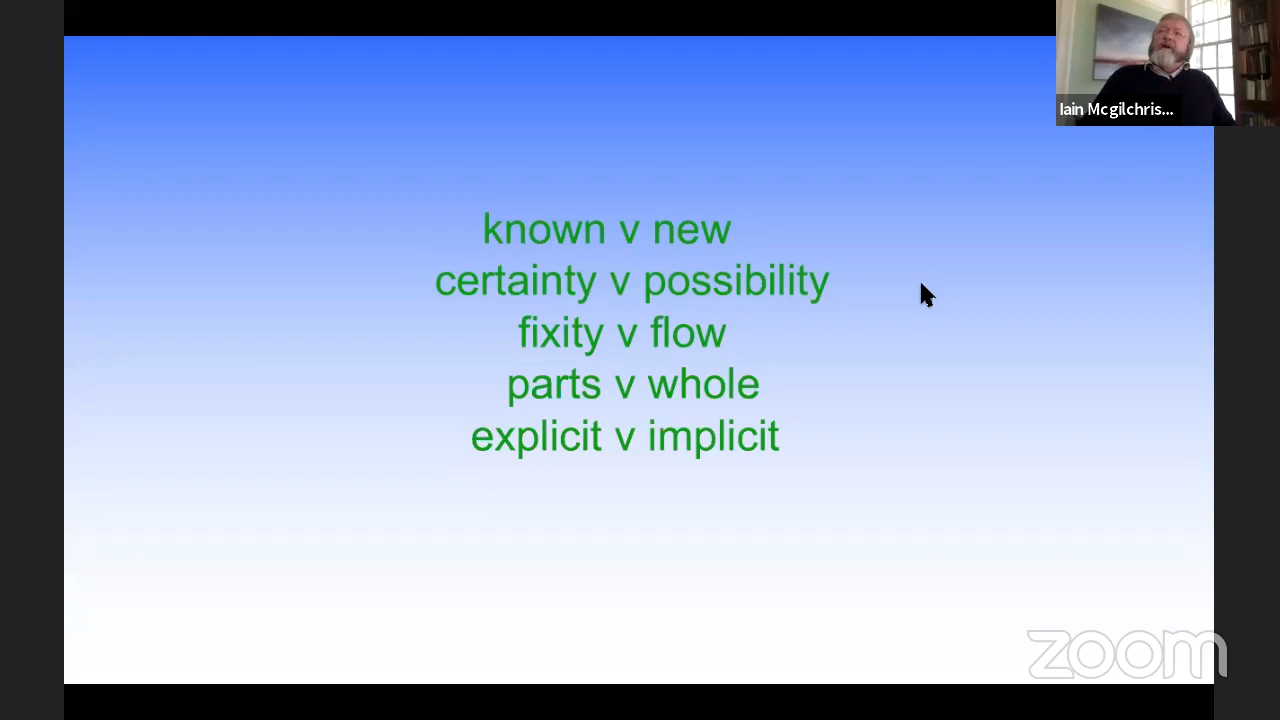 Iain Mcgilchris...
known v new
certainty v possibility
fixity v flow
parts v whole
explicit v implicit
zoom